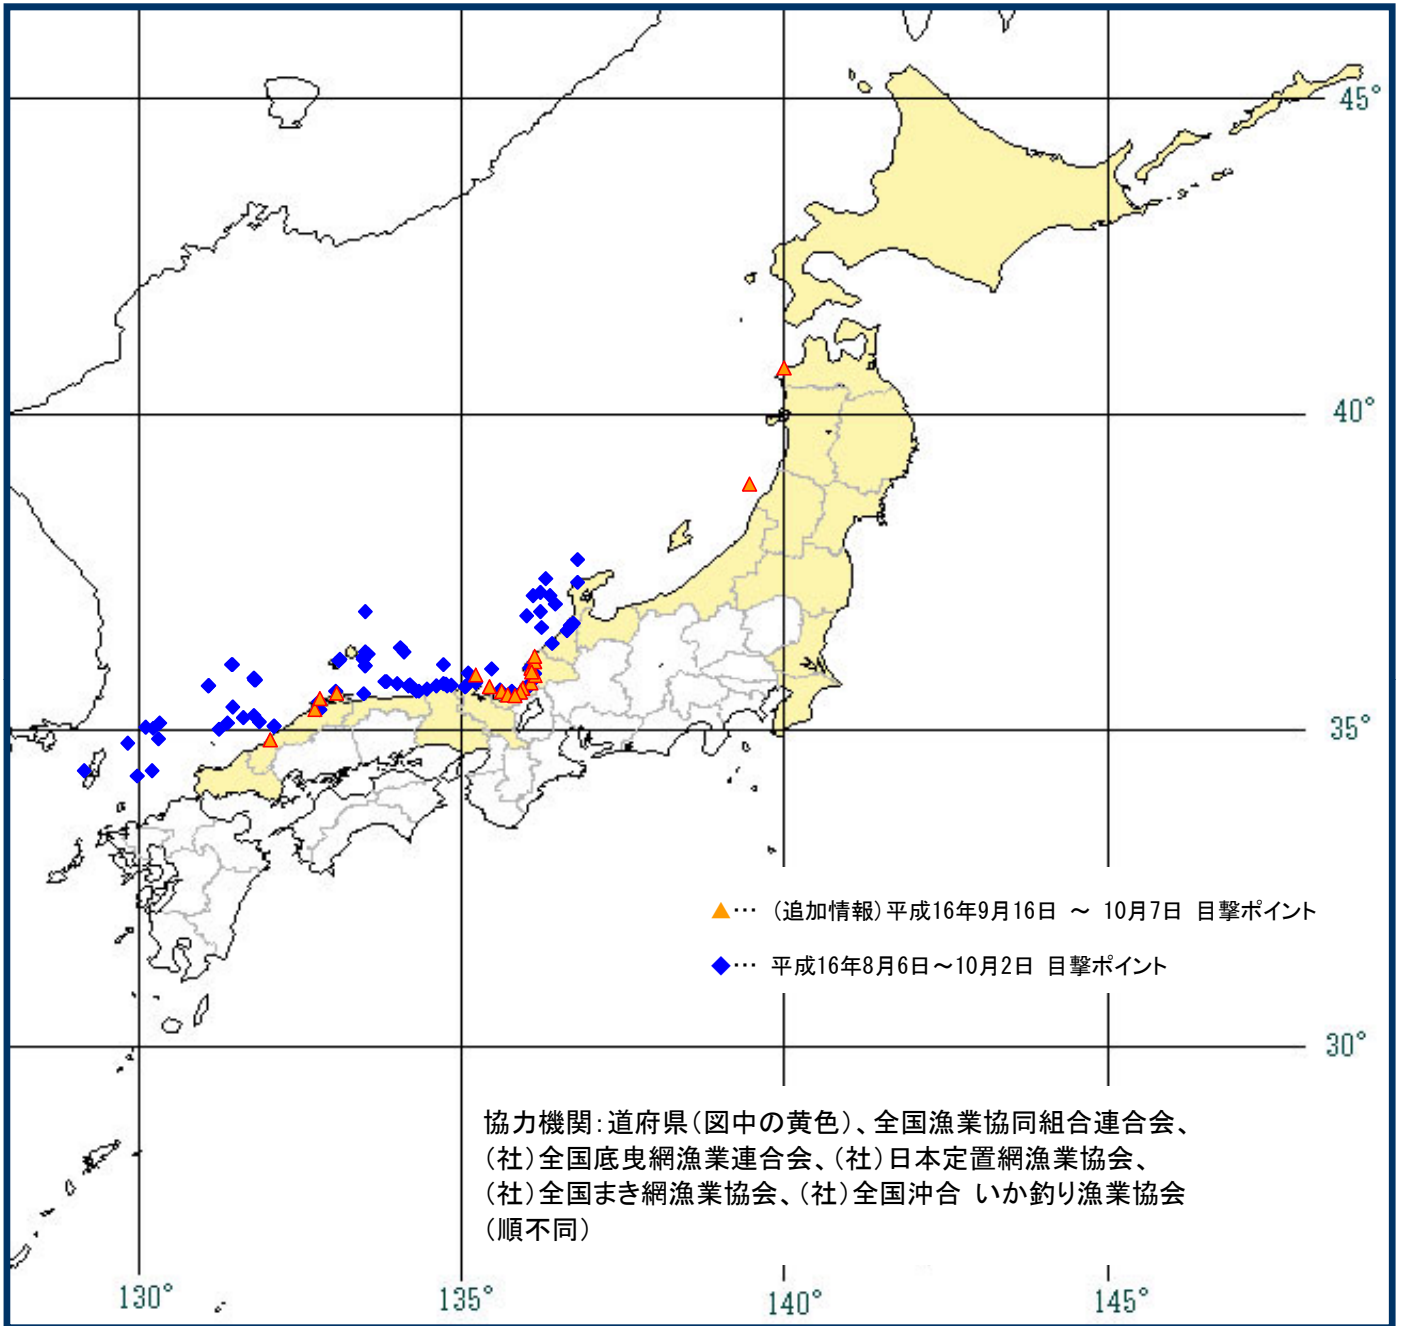 45°
40°
35°
▲… （追加情報）平成16年9月16日 ～ 10月7日 目撃ポイント
◆… 平成16年8月6日～10月2日 目撃ポイント
30°
協力機関：道府県（図中の黄色）、全国漁業協同組合連合会、
（社）全国底曳網漁業連合会、（社）日本定置網漁業協会、
（社）全国まき網漁業協会、（社）全国沖合 いか釣り漁業協会
（順不同）
130° 135° 140° 145°